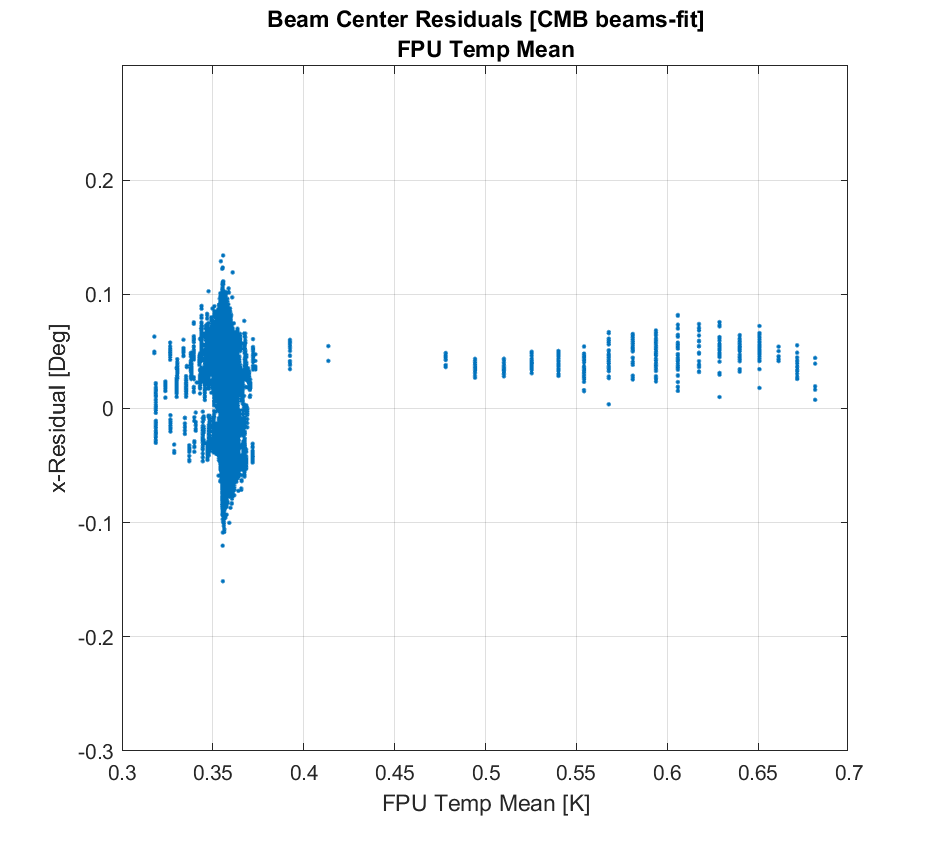 Beam Center Residuals [CMB beams-fit]
FPU Temp Mean
0.2
0.1
0
-0.1
-0.2
-0.3
x-Residual [Deg]
0.3 0.35 0.4 0.45 0.5 0.55 0.6 0.65 0.7
FPU Temp Mean [K]